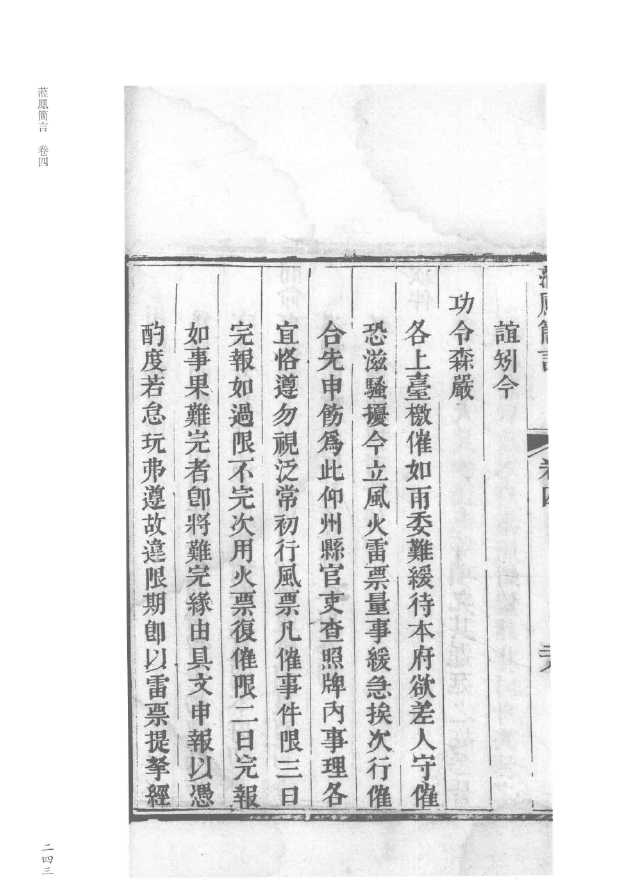 蒞鳳簡言　卷四
蒞鳳簡言
卷四
誼矧今
功令森嚴
各上臺檄催如雨委難緩待本府欲差人守催
恐滋騷擾今立風火雷票量事緩急挨次行催
合先申飭爲此仰州縣官吏查照牌內事理各
宜恪遵勿視泛常初行風票凡催事件限三日
完報如過限不完次用火票復催限二日完報
如事果難完者卽將難完緣由具文申報以憑
酌度若怠玩弗遵故違限期卽以雷票提拏經
二四三